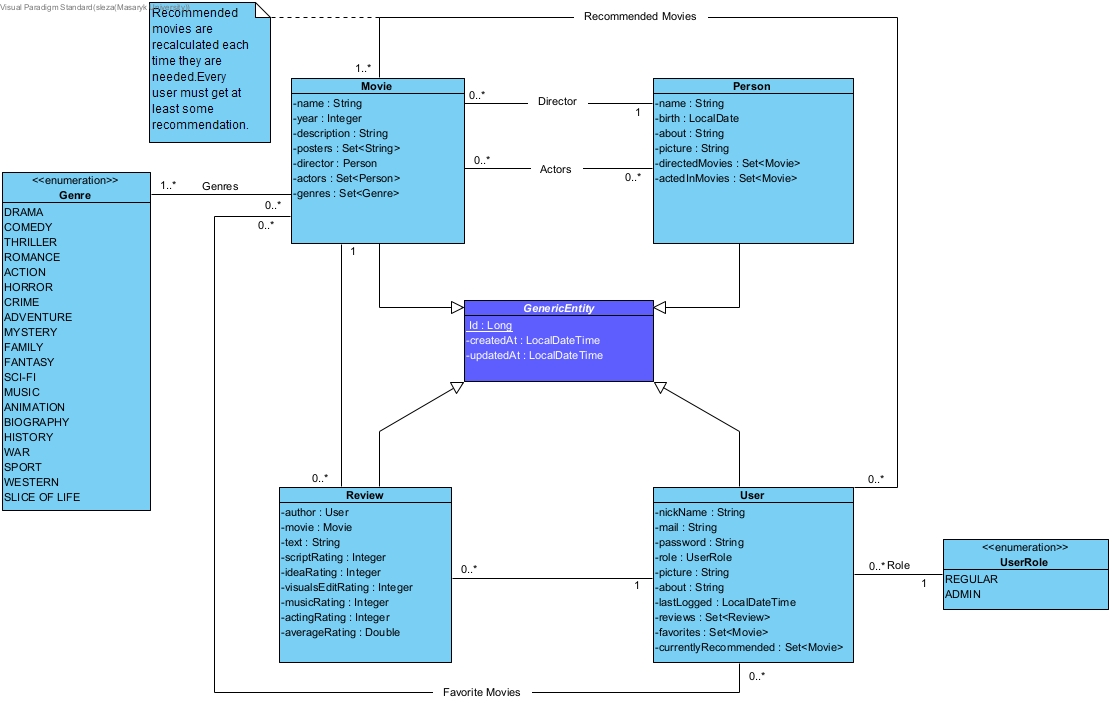 Visual Paradigm Standard(sleza(Masaryk University))
Recommended
movies are
recalculated each
time they are
needed.Every
user must get at
least some
recommendation.
Recommended Movies
1..*
Movie
-name : String
-year : Integer
-description : String
-posters : Set<String>
-director : Person
-actors : Set<Person>
-genres : Set<Genre>
0..*
Director
1
0..*
Actors
0..*
Person
-name : String
-birth : LocalDate
-about : String
-picture : String
-directedMovies : Set<Movie>
-actedInMovies : Set<Movie>
<<enumeration>>
Genre
DRAMA
COMEDY
THRILLER
ROMANCE
ACTION
HORROR
CRIME
ADVENTURE
MYSTERY
FAMILY
FANTASY
SCI-FI
MUSIC
ANIMATION
BIOGRAPHY
HISTORY
WAR
SPORT
WESTERN
SLICE OF LIFE
1..*
Genres
0..*
0..*
1
GenericEntity
Id : Long
-createdAt : LocalDateTime
-updatedAt : LocalDateTime
0..*
0..*
Review
-author : User
-movie : Movie
-text : String
-scriptRating : Integer
-ideaRating : Integer
-visualsEditRating : Integer
-musicRating : Integer
-actingRating : Integer
-averageRating : Double
0..*
1
User
-nickName : String
-mail : String
-password : String
-role : UserRole
-picture : String
-about : String
-lastLogged : LocalDateTime
-reviews : Set<Review>
-favorites : Set<Movie>
-currentlyRecommended : Set<Movie>
0..* Role
1
<<enumeration>>
UserRole
REGULAR
ADMIN
0..*
Favorite Movies